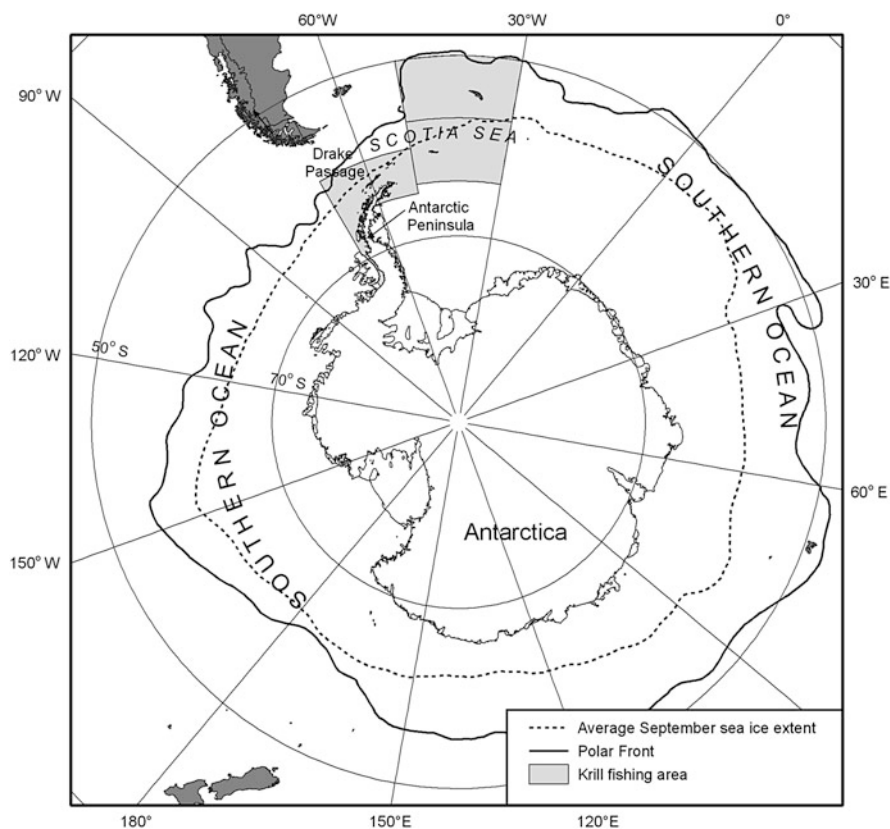 60°W
30°W
0°
90°W
SCOTIA SEA
Drake
Passage
SOUTHERN OCEAN
Antarctic
Peninsula
30°E
120°W
50°S
70°S
SOUTHERN OCEAN
60°E
Antarctica
150°W
Average September sea ice extent
Polar Front
Krill fishing area
180°
150°E
120°E